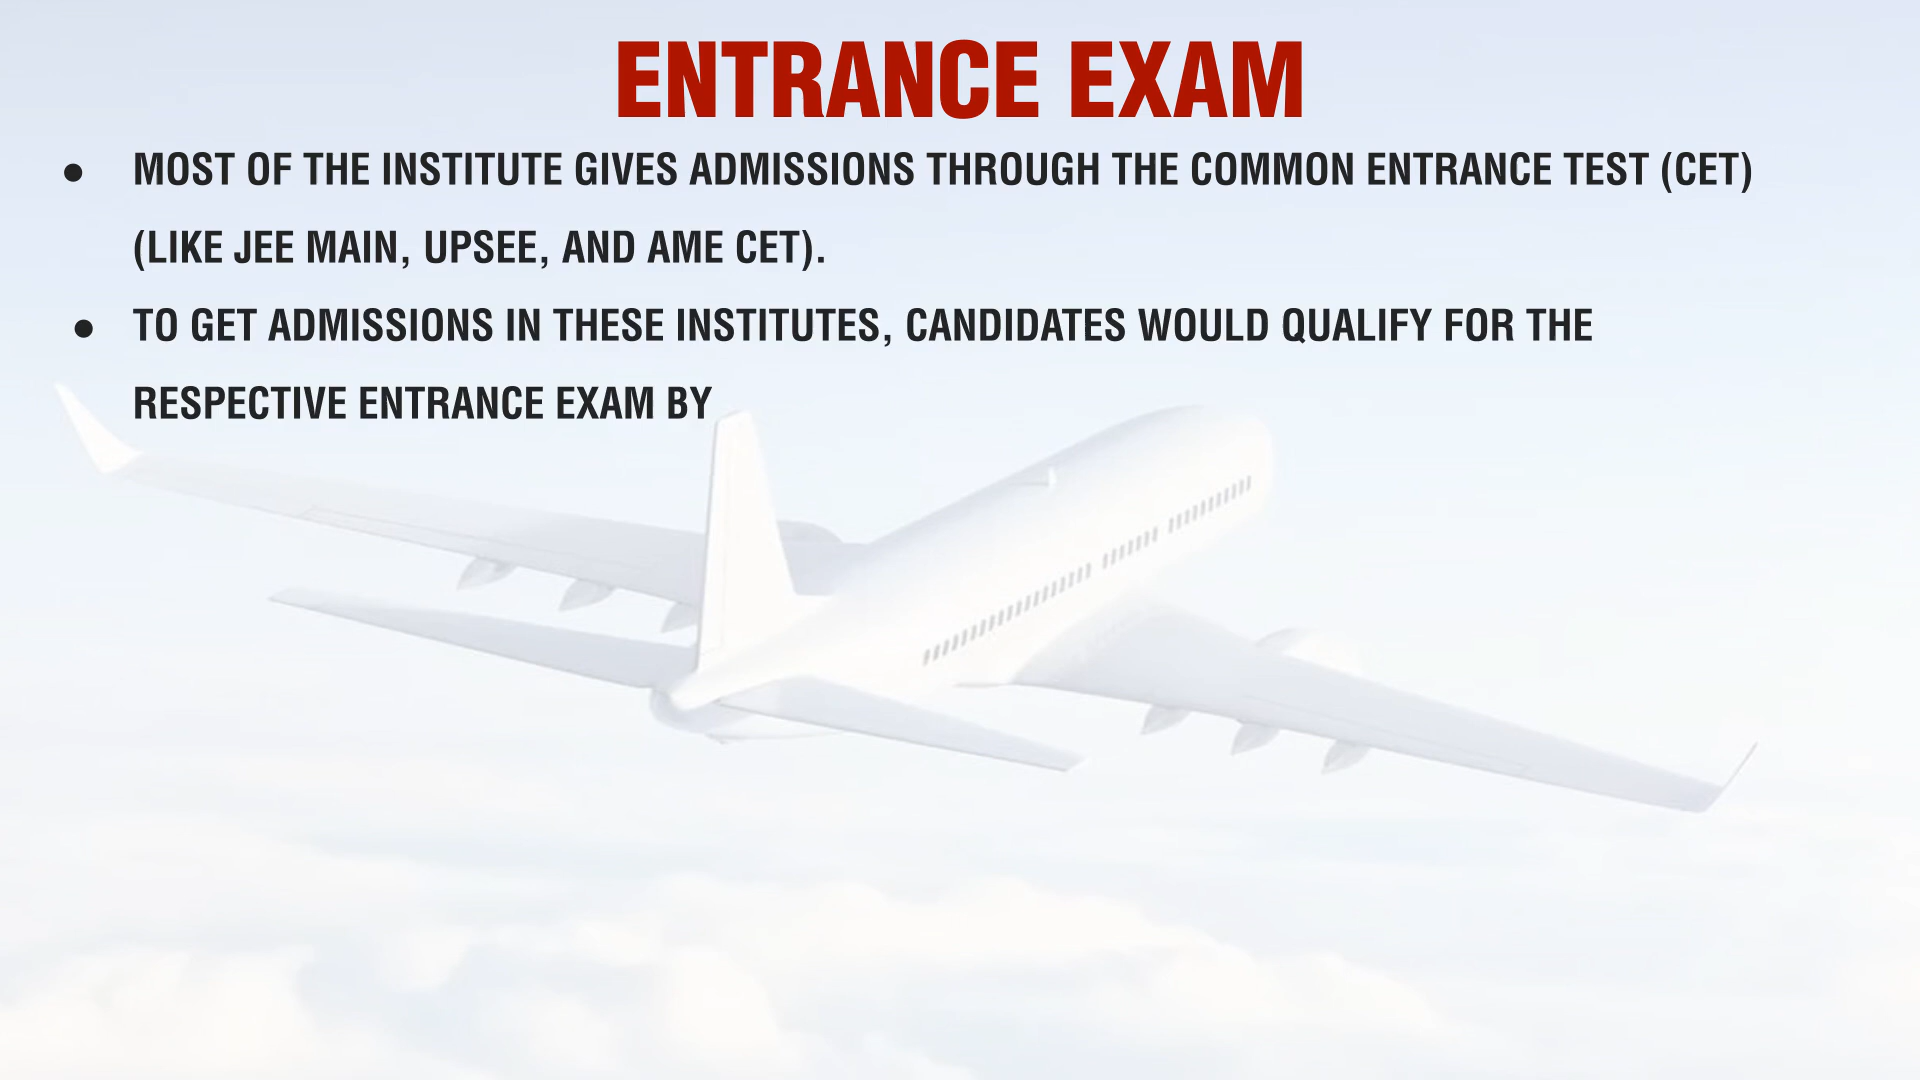 ENTRANCE EXAM
● MOST OF THE INSTITUTE GIVES ADMISSIONS THROUGH THE COMMON ENTRANCE TEST (CET)
(LIKE JEE MAIN, UPSEE, AND AME CET).
● TO GET ADMISSIONS IN THESE INSTITUTES, CANDIDATES WOULD QUALIFY FOR THE
RESPECTIVE ENTRANCE EXAM BY